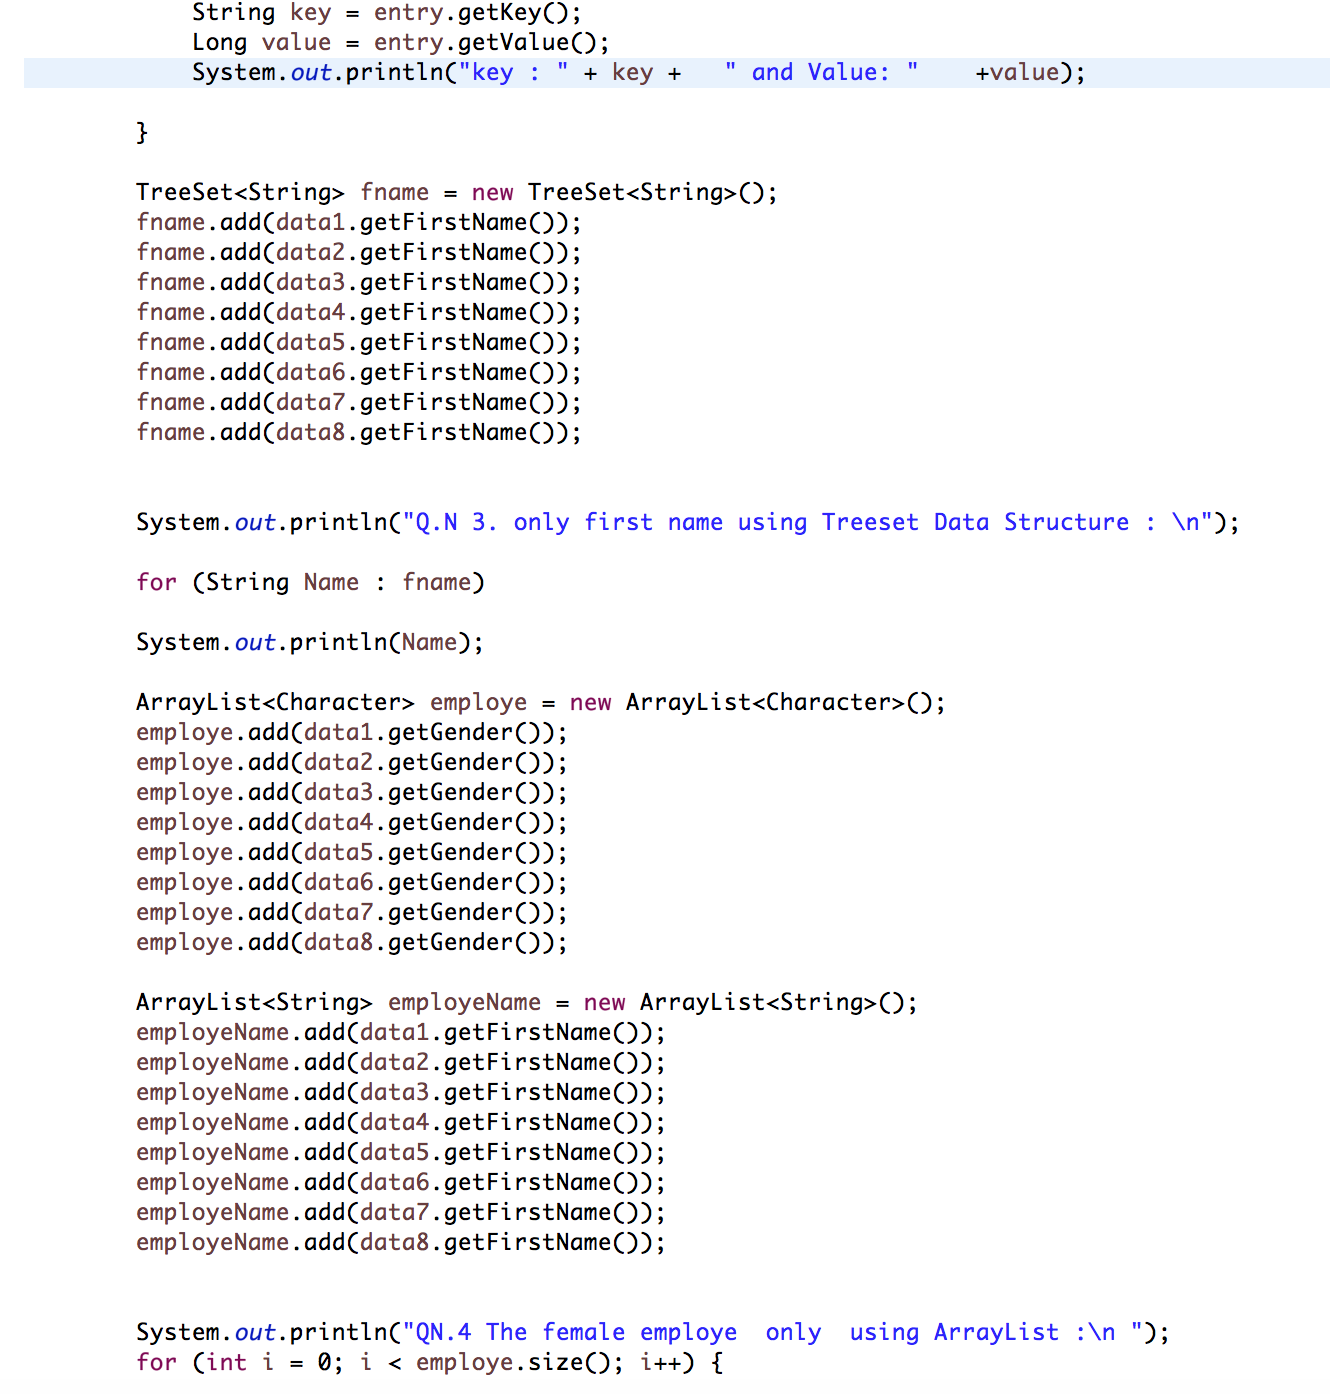 String key = entry.getKey();
Long value = entry.getValue();
System.out.println("key : " + key +   " and Value: "    +value);
}
TreeSet<String> fname = new TreeSet<String>();
fname.add(data1.getFirstName());
fname.add(data2.getFirstName());
fname.add(data3.getFirstName());
fname.add(data4.getFirstName());
fname.add(data5.getFirstName());
fname.add(data6.getFirstName());
fname.add(data7.getFirstName());
fname.add(data8.getFirstName());
System.out.println("Q.N 3. only first name using Treeset Data Structure : \n");
for (String Name : fname)
System.out.println(Name);
ArrayList<Character> employe = new ArrayList<Character>();
employe.add(data1.getGender());
employe.add(data2.getGender());
employe.add(data3.getGender());
employe.add(data4.getGender());
employe.add(data5.getGender());
employe.add(data6.getGender());
employe.add(data7.getGender());
employe.add(data8.getGender());
ArrayList<String> employeName = new ArrayList<String>();
employeName.add(data1.getFirstName());
employeName.add(data2.getFirstName());
employeName.add(data3.getFirstName());
employeName.add(data4.getFirstName());
employeName.add(data5.getFirstName());
employeName.add(data6.getFirstName());
employeName.add(data7.getFirstName());
employeName.add(data8.getFirstName());
System.out.println("QN.4 The female employe  only  using ArrayList :\n ");
for (int i = 0; i < employe.size(); i++) {